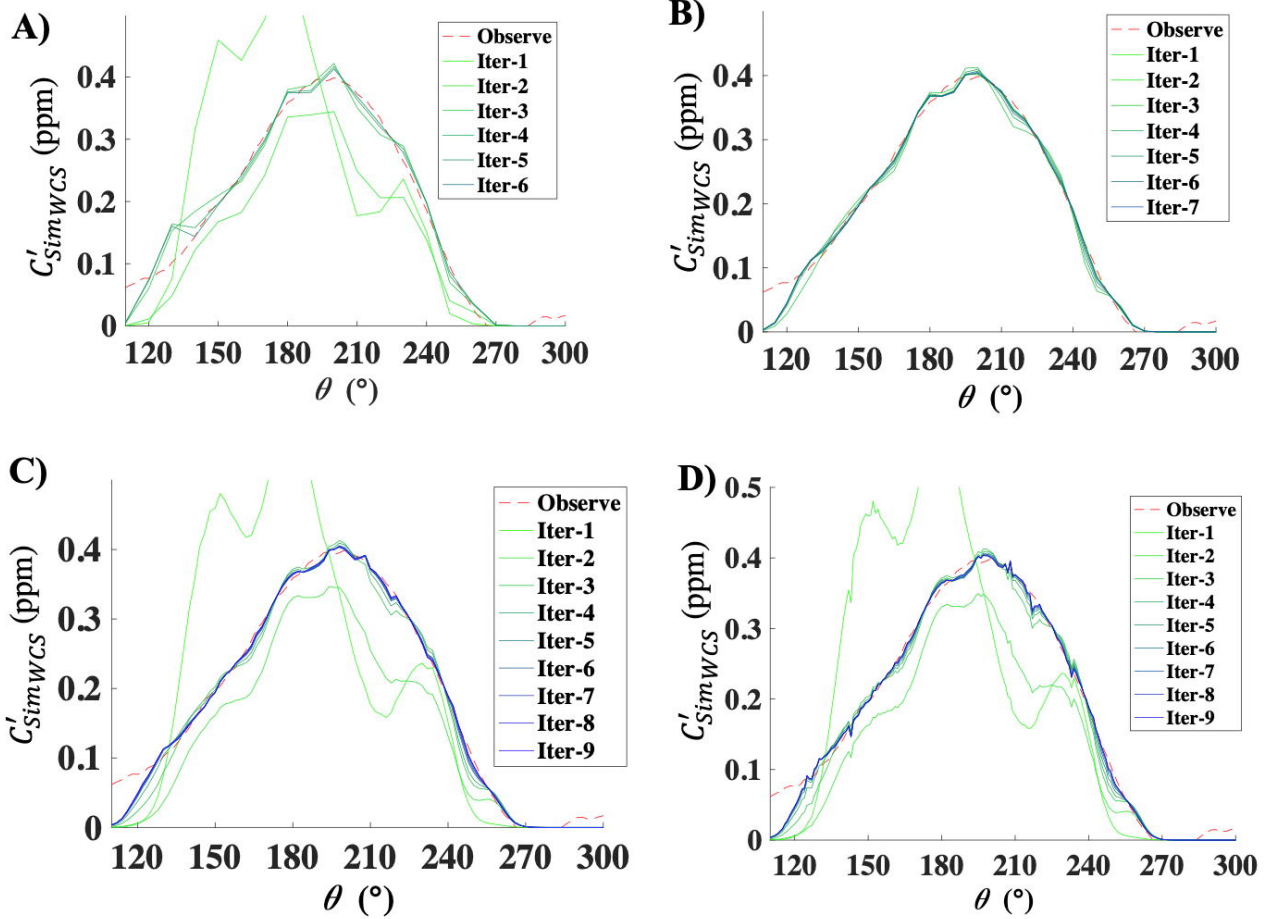 A)
C'SimWCS (ppm)
0.4
0.3
0.2
0.1
0
120 150 180 210 240 270 300
θ (°)
Observe
Iter-1
Iter-2
Iter-3
Iter-4
Iter-5
Iter-6
B)
C'SimWCS (ppm)
0.4
0.3
0.2
0.1
0
120 150 180 210 240 270 300
θ (°)
Observe
Iter-1
Iter-2
Iter-3
Iter-4
Iter-5
Iter-6
Iter-7
C)
C'SimWCS (ppm)
0.4
0.3
0.2
0.1
0
120 150 180 210 240 270 300
θ (°)
Observe
Iter-1
Iter-2
Iter-3
Iter-4
Iter-5
Iter-6
Iter-7
Iter-8
Iter-9
D)
C'SimWCS (ppm)
0.5
0.4
0.3
0.2
0.1
0
120 150 180 210 240 270 300
θ (°)
Observe
Iter-1
Iter-2
Iter-3
Iter-4
Iter-5
Iter-6
Iter-7
Iter-8
Iter-9